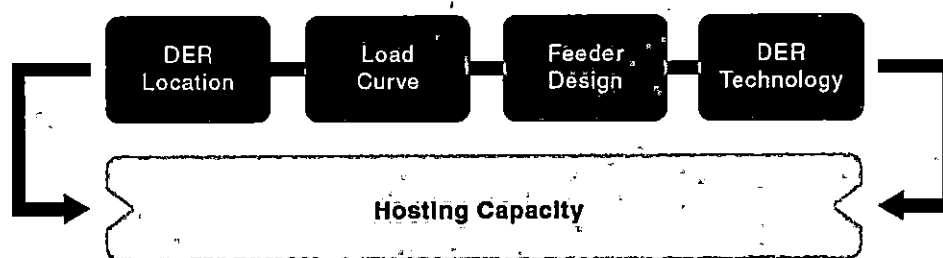 DER
Location
Load
Curve
Feeder
Design
DER
Technology
Hosting Capacity